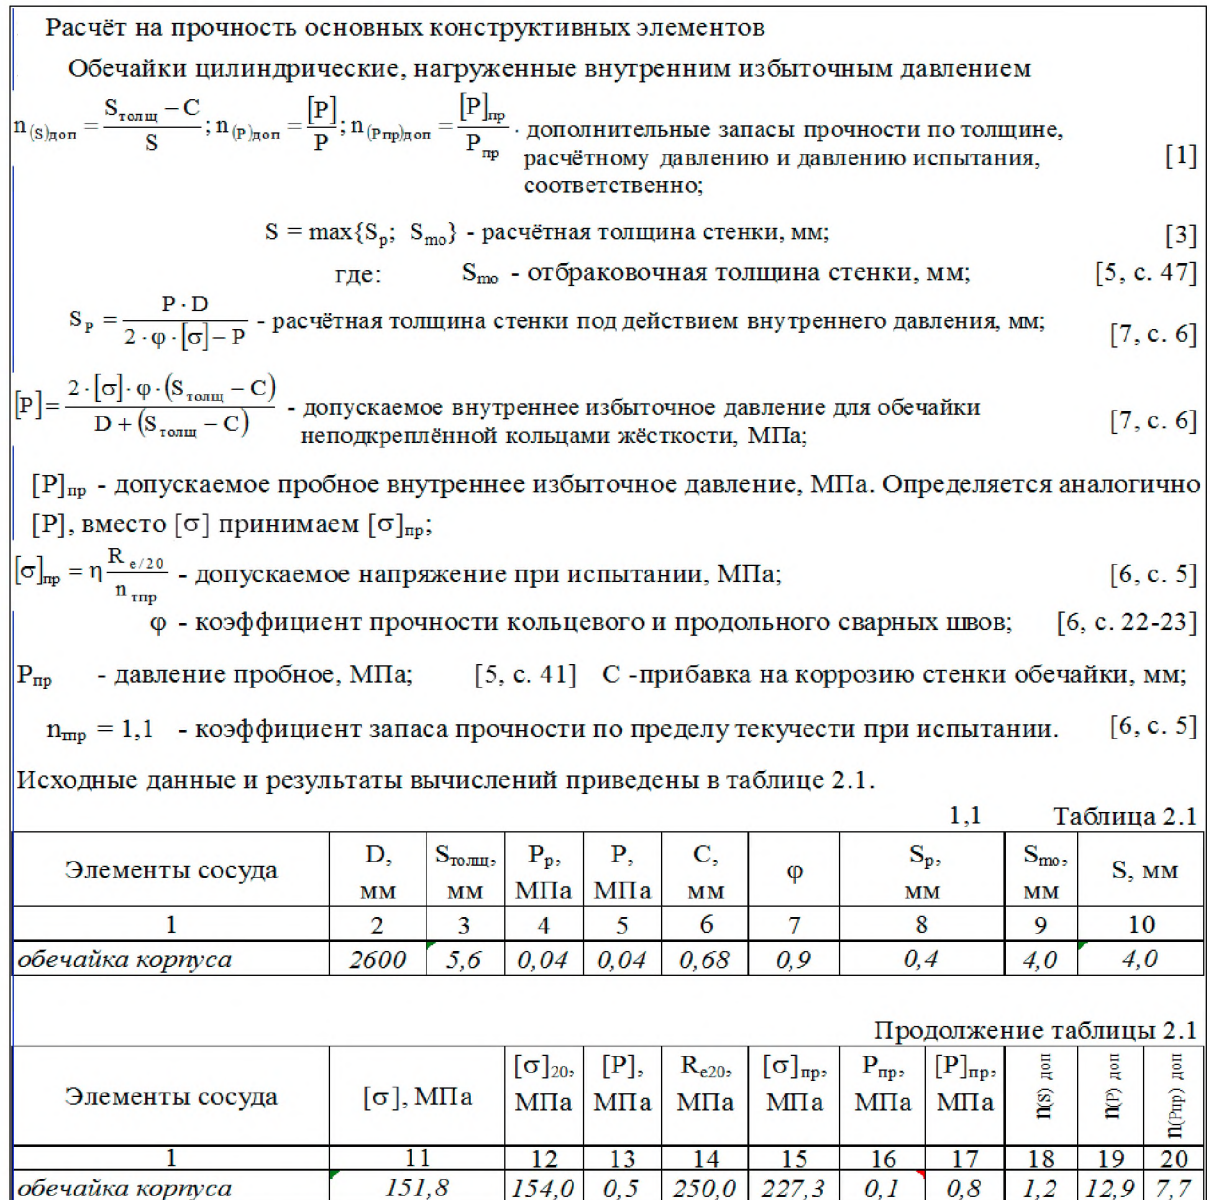 Расчёт на прочность основных конструктивных элементов
Обечайки цилиндрические, нагруженные внутренним избыточным давлением
n(S)доп = (Sтолщ − C)/S ; n(P)доп = [P]/P ; n(Pпр)доп = [P]пр/Pпр . дополнительные запасы прочности по толщине,
расчётному давлению и давлению испытания, [1]
соответственно;
S = max{Sp; Smo} - расчётная толщина стенки, мм; [3]
где: Smo - отбраковочная толщина стенки, мм; [5, с. 47]
SP = P · D/(2 · φ · [σ] − P) - расчётная толщина стенки под действием внутреннего давления, мм; [7, с. 6]
[P] = 2 · [σ] · φ · (Sтолщ − C)/(D + (Sтолщ − C)) - допускаемое внутреннее избыточное давление для обечайки [7, с. 6]
неподкреплённой кольцами жёсткости, МПа;
[P]пр - допускаемое пробное внутреннее избыточное давление, МПа. Определяется аналогично
[P], вместо [σ] принимаем [σ]пр;
[σ]пр = η Re/20/nтпр - допускаемое напряжение при испытании, МПа; [6, с. 5]
φ - коэффициент прочности кольцевого и продольного сварных швов; [6, с. 22-23]
Pпр - давление пробное, МПа; [5, с. 41] C -прибавка на коррозию стенки обечайки, мм;
nтпр = 1,1 - коэффициент запаса прочности по пределу текучести при испытании. [6, с. 5]
Исходные данные и результаты вычислений приведены в таблице 2.1.
1,1 Таблица 2.1
Элементы сосуда D, мм Sтолщ, мм Pр, МПа P, МПа C, мм φ Sр, мм Smo, мм S, мм
1 2 3 4 5 6 7 8 9 10
обечайка корпуса 2600 5,6 0,04 0,04 0,68 0,9 0,4 4,0 4,0
Продолжение таблицы 2.1
Элементы сосуда [σ], МПа [σ]20, МПа [P], МПа Re20, МПа [σ]пр, МПа Pпр, МПа [P]пр, МПа n(S) доп n(P) доп n(Pпр) доп
1 11 12 13 14 15 16 17 18 19 20
обечайка корпуса 151,8 154,0 0,5 250,0 227,3 0,1 0,8 1,2 12,9 7,7